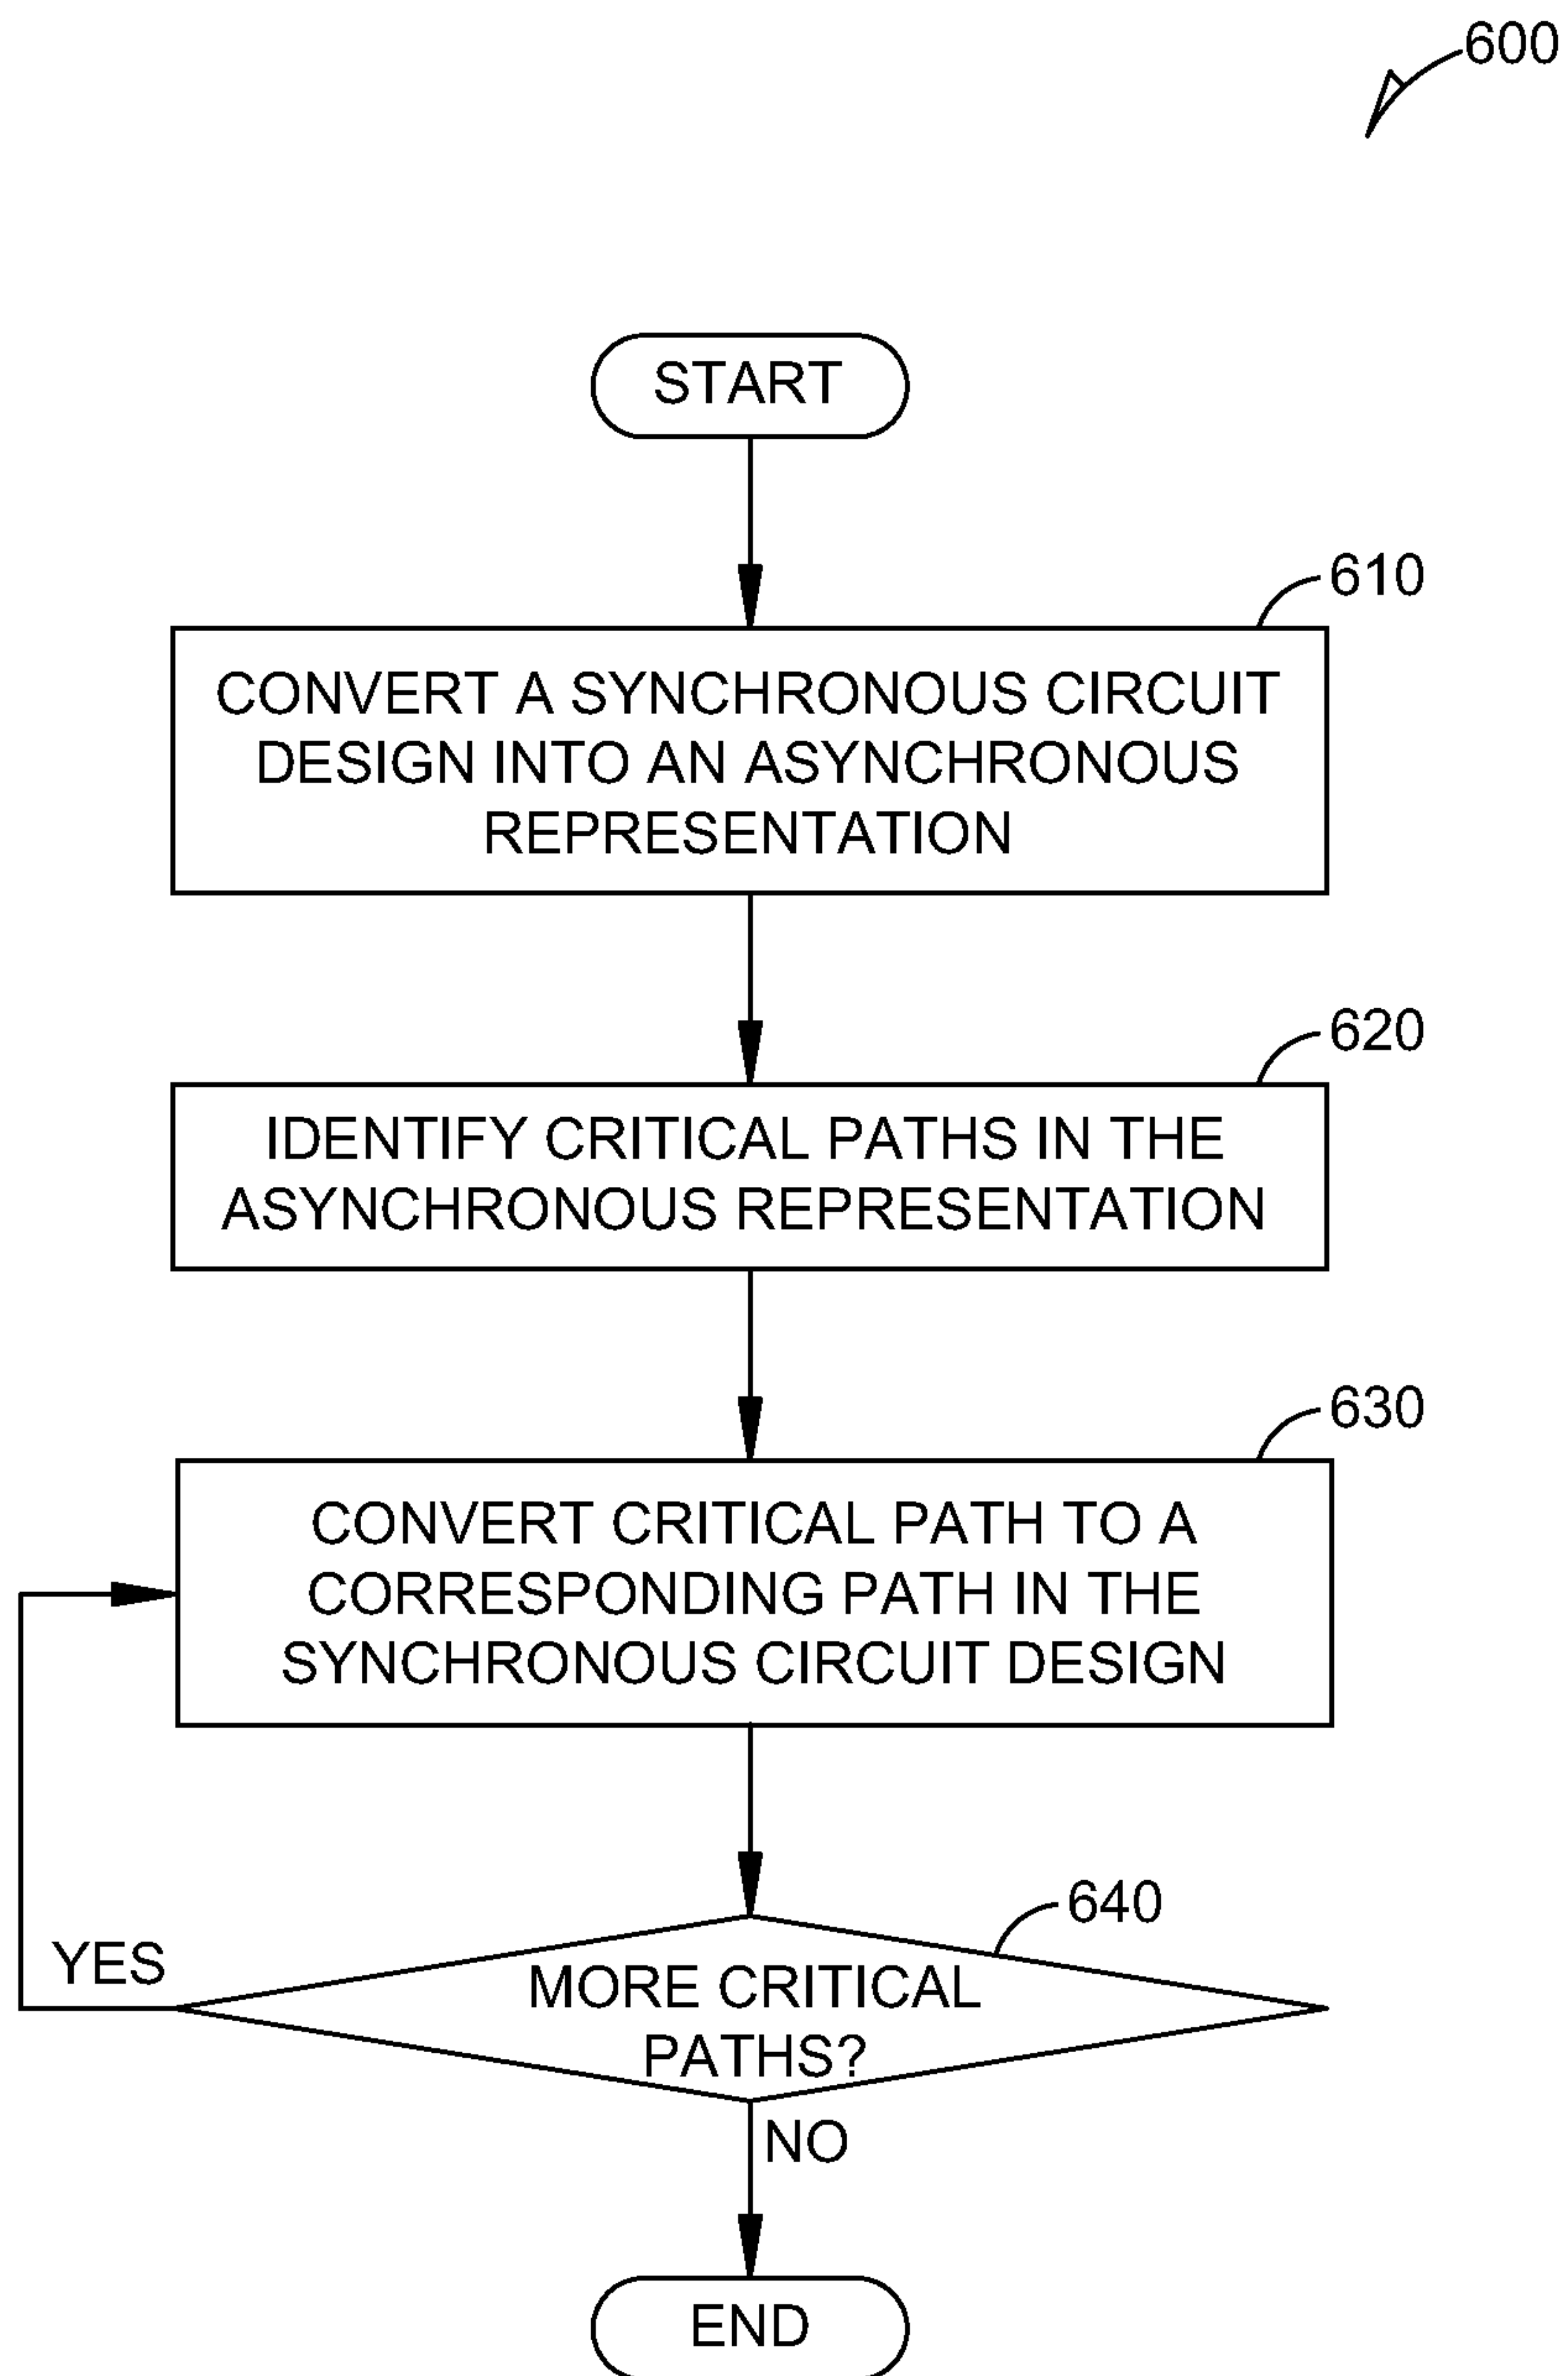 600
START
610
CONVERT A SYNCHRONOUS CIRCUIT
DESIGN INTO AN ASYNCHRONOUS
REPRESENTATION
620
IDENTIFY CRITICAL PATHS IN THE
ASYNCHRONOUS REPRESENTATION
630
CONVERT CRITICAL PATH TO A
CORRESPONDING PATH IN THE
SYNCHRONOUS CIRCUIT DESIGN
640
YES
MORE CRITICAL
PATHS?
NO
END